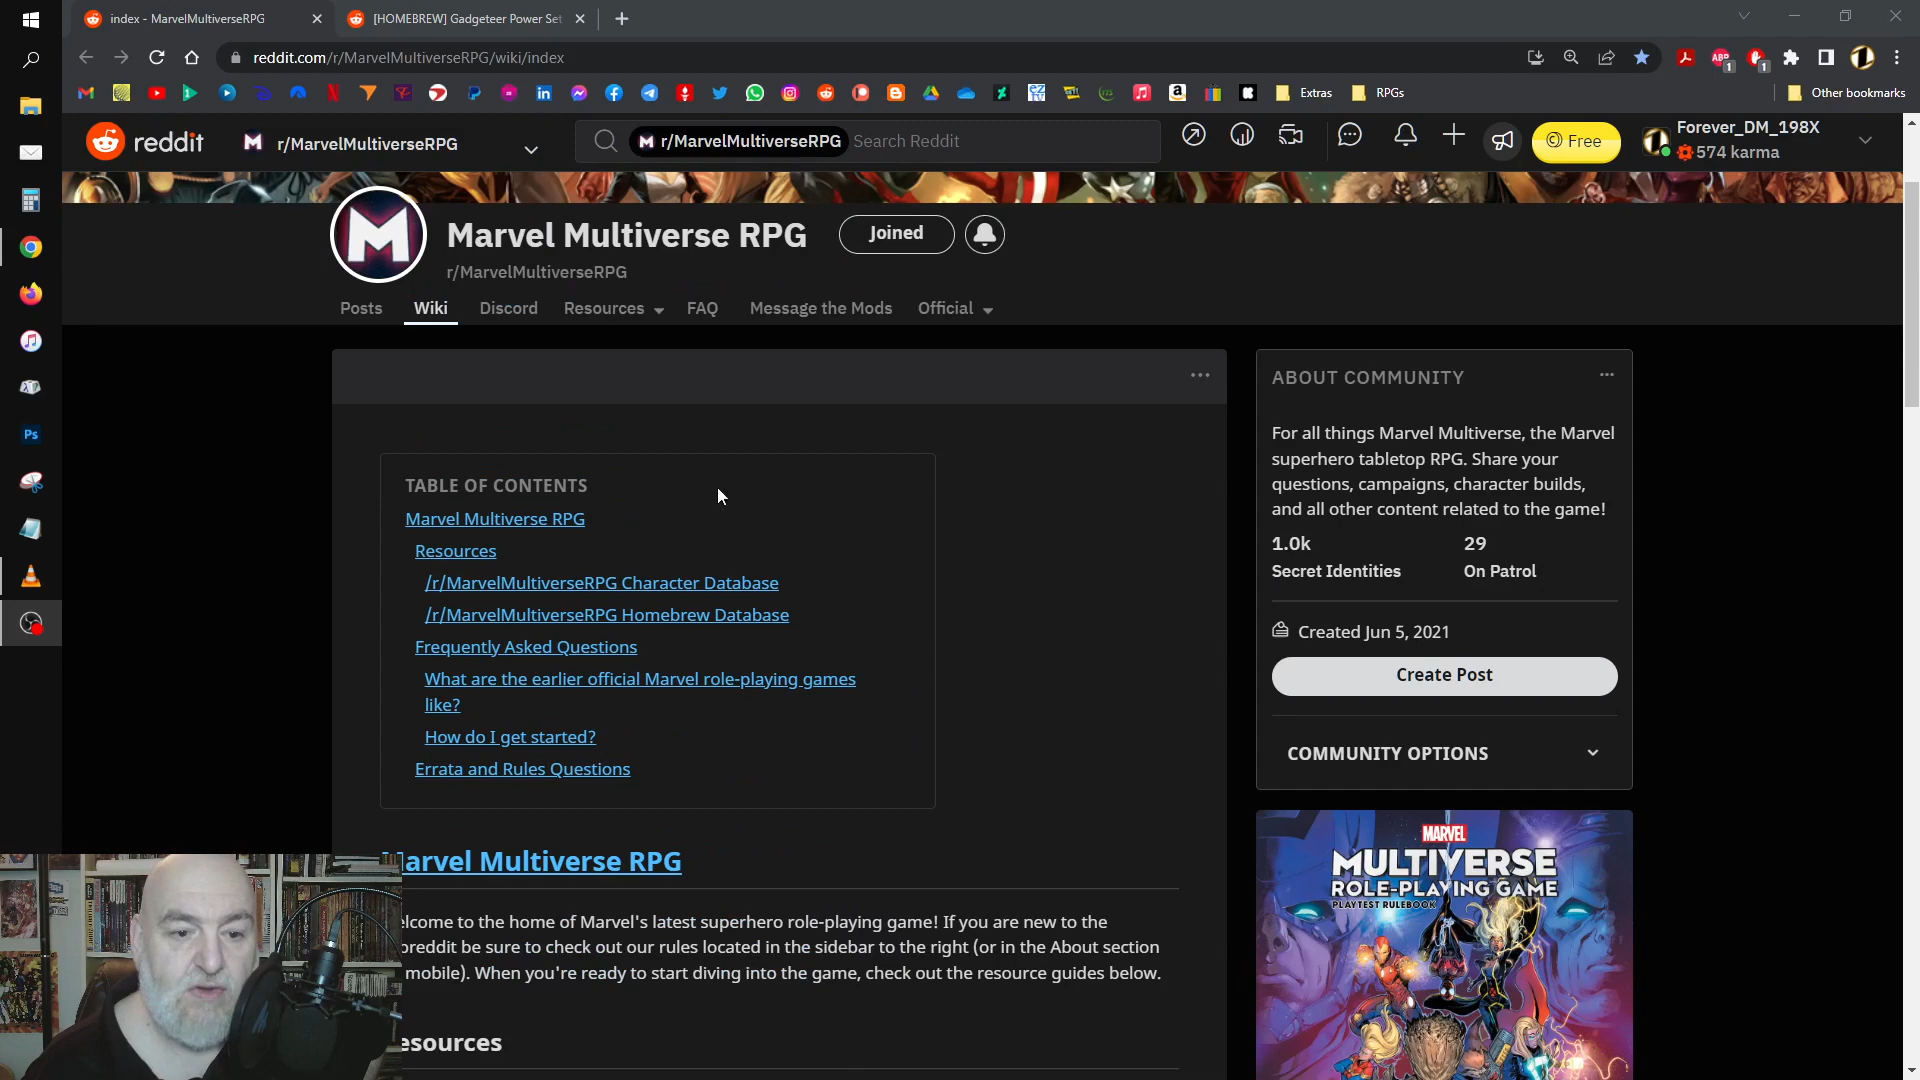 index - MarvelMultiverseRPG
[HOMEBREW] Gadgeteer Power Set
reddit.com/r/MarvelMultiverseRPG/wiki/index
Extras
RPGs
Other bookmarks
reddit
r/MarvelMultiverseRPG
r/MarvelMultiverseRPG
Search Reddit
Free
Forever_DM_198X
574 karma
Marvel Multiverse RPG
Joined
r/MarvelMultiverseRPG
Posts
Wiki
Discord
Resources
FAQ
Message the Mods
Official
TABLE OF CONTENTS
Marvel Multiverse RPG
Resources
/r/MarvelMultiverseRPG Character Database
/r/MarvelMultiverseRPG Homebrew Database
Frequently Asked Questions
What are the earlier official Marvel role-playing games
like?
How do I get started?
Errata and Rules Questions
arvel Multiverse RPG
elcome to the home of Marvel's latest superhero role-playing game! If you are new to the
oreddit be sure to check out our rules located in the sidebar to the right (or in the About section
mobile). When you're ready to start diving into the game, check out the resource guides below.
esources
ABOUT COMMUNITY
For all things Marvel Multiverse, the Marvel
superhero tabletop RPG. Share your
questions, campaigns, character builds,
and all other content related to the game!
1.0k
29
Secret Identities
On Patrol
Created Jun 5, 2021
Create Post
COMMUNITY OPTIONS
MARVEL
MULTIVERSE
ROLE-PLAYING GAME
PLAYTEST RULEBOOK